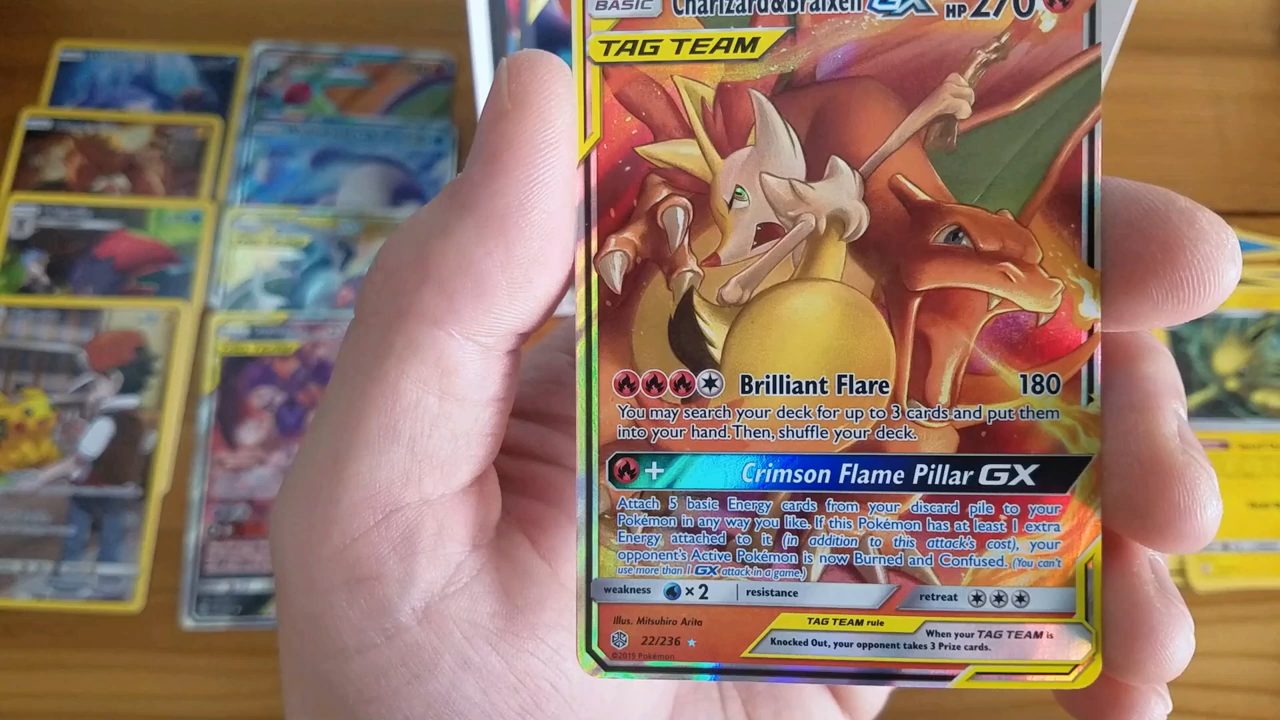 BASIC Charizard&Braixen GX HP 270
TAG TEAM
Brilliant Flare 180
You may search your deck for up to 3 cards and put them
into your hand. Then, shuffle your deck.
+ Crimson Flame Pillar GX
Attach 5 basic Energy cards from your discard pile to your
Pokémon in any way you like. If this Pokémon has at least 1 extra
Energy attached to it (in addition to this attack's cost), your
opponent's Active Pokémon is now Burned and Confused. (You can't
use more than 1 GX attack in a game.)
weakness ×2 resistance retreat
Illus. Mitsuhiro Arita
22/236
©2019 Pokémon
TAG TEAM rule
When your TAG TEAM is
Knocked Out, your opponent takes 3 Prize cards.